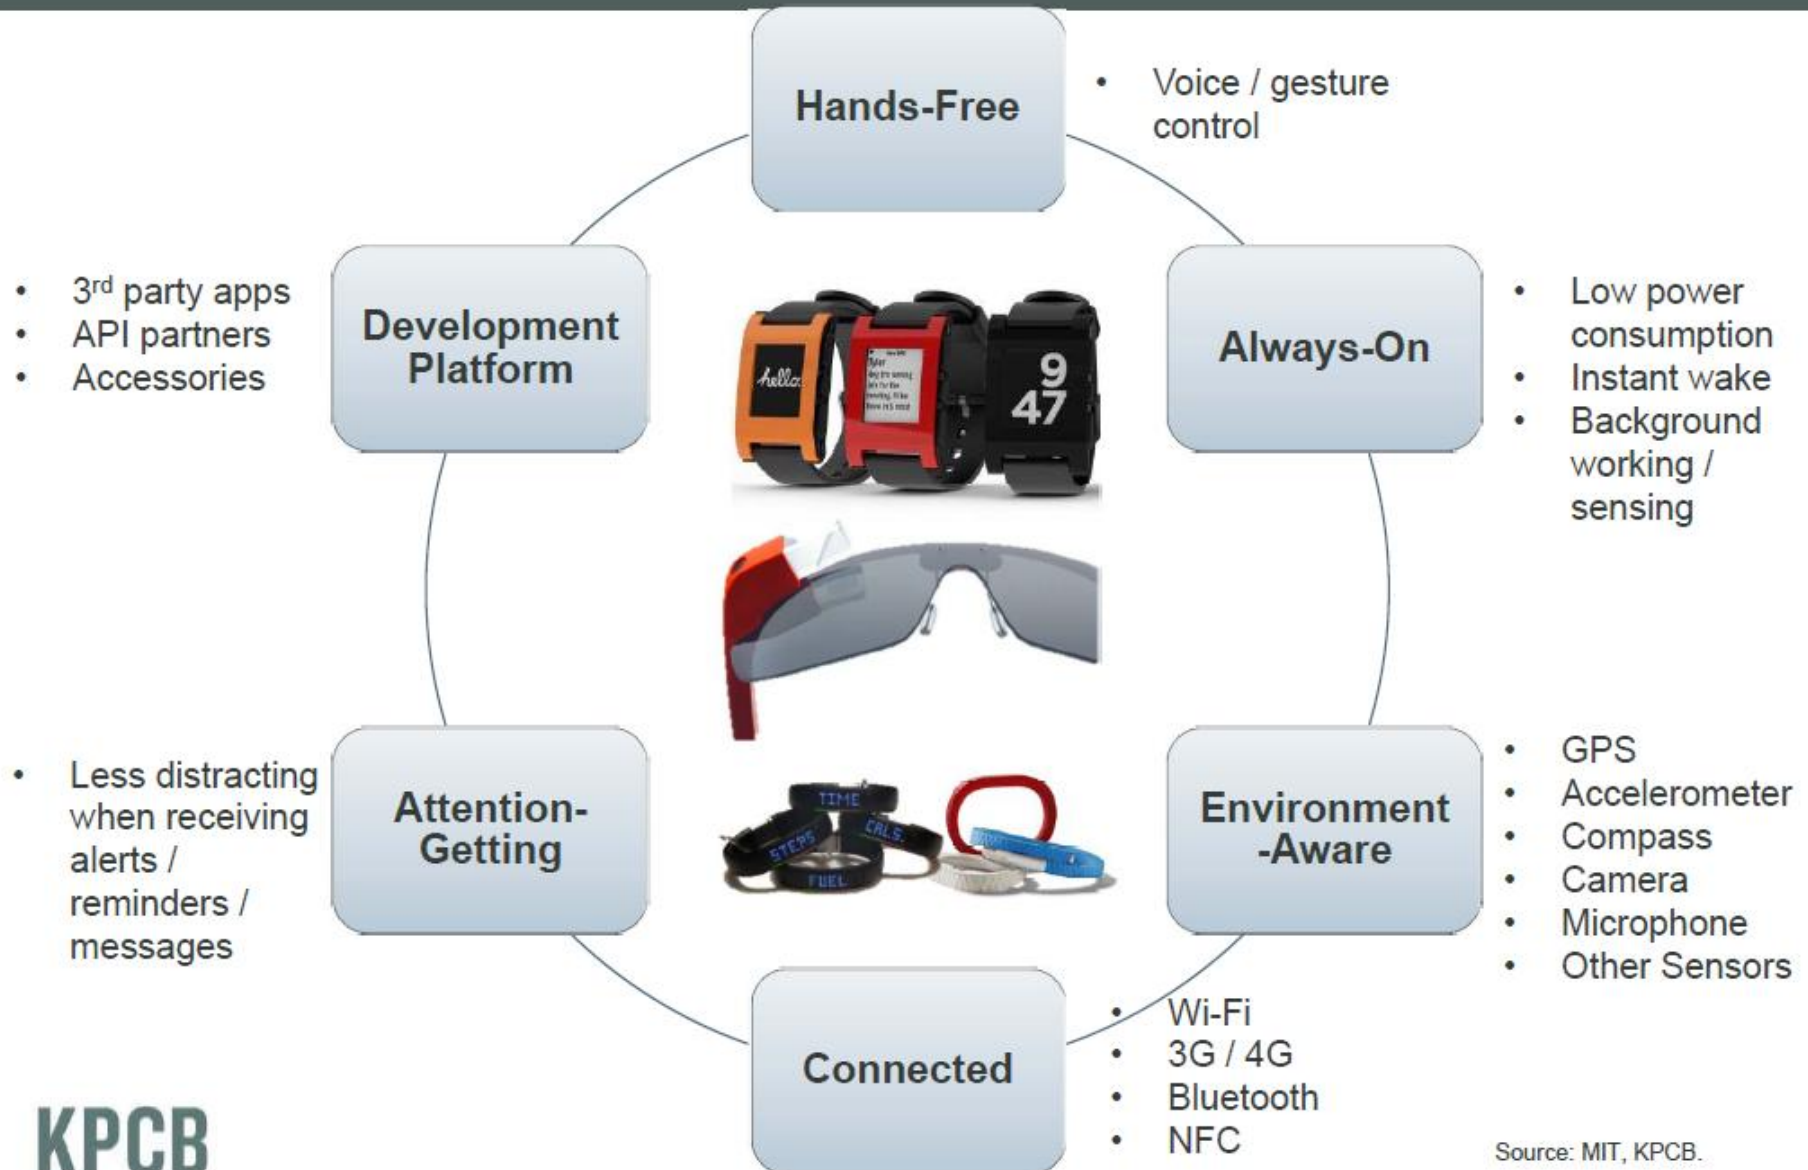 Hands-Free
• Voice / gesture
control
Development
Platform
• 3rd party apps
• API partners
• Accessories
Always-On
• Low power
consumption
• Instant wake
• Background
working /
sensing
hello
9
47
Attention-
Getting
• Less distracting
when receiving
alerts /
reminders /
messages
TIME
STEPS
CALS.
FUEL
Environment
-Aware
• GPS
• Accelerometer
• Compass
• Camera
• Microphone
• Other Sensors
Connected
• Wi-Fi
• 3G / 4G
• Bluetooth
• NFC
KPCB
Source: MIT, KPCB.